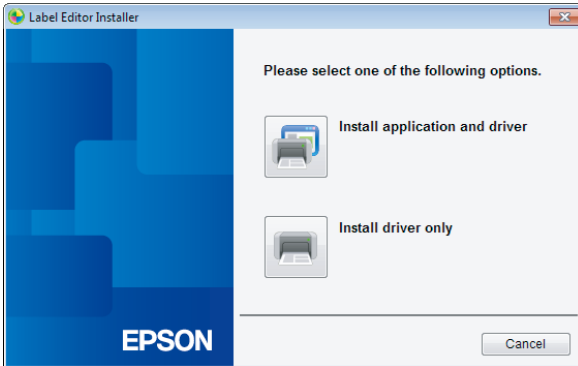 Label Editor Installer
Please select one of the following options.
Install application and driver
Install driver only
EPSON
Cancel